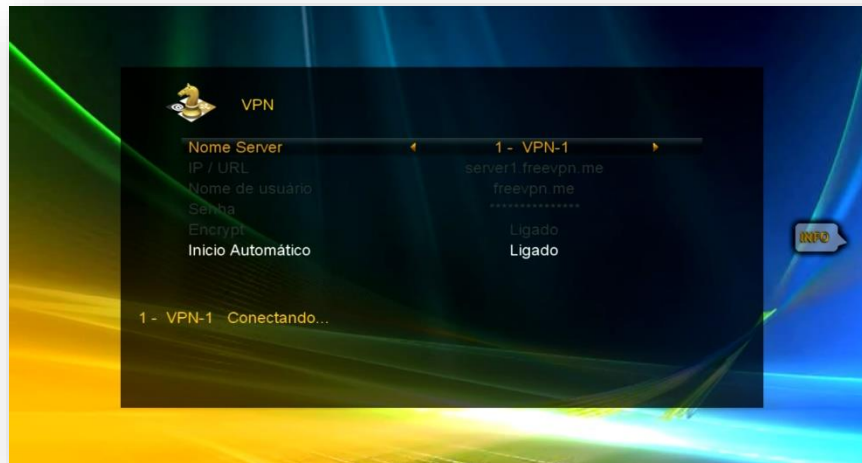 VPN
Nome Server 1 - VPN-1
IP / URL server1.freevpn.me
Nome de usuário freevpn.me
Senha ***************
Encrypt Ligado
Inicio Automático Ligado
INFO
1 - VPN-1 Conectando...